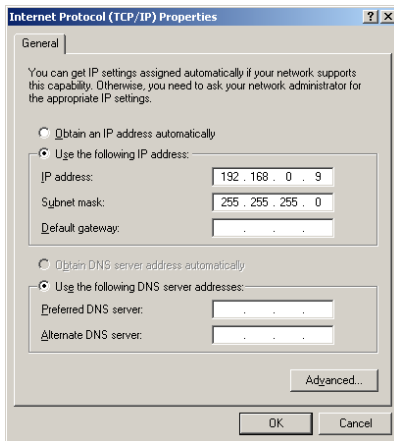 Internet Protocol (TCP/IP) Properties
General
You can get IP settings assigned automatically if your network supports
this capability. Otherwise, you need to ask your network administrator for
the appropriate IP settings.
Obtain an IP address automatically
Use the following IP address:
IP address: 192 . 168 . 0 . 9
Subnet mask: 255 . 255 . 255 . 0
Default gateway: . . .
Obtain DNS server address automatically
Use the following DNS server addresses:
Preferred DNS server: . . .
Alternate DNS server: . . .
Advanced...
OK Cancel